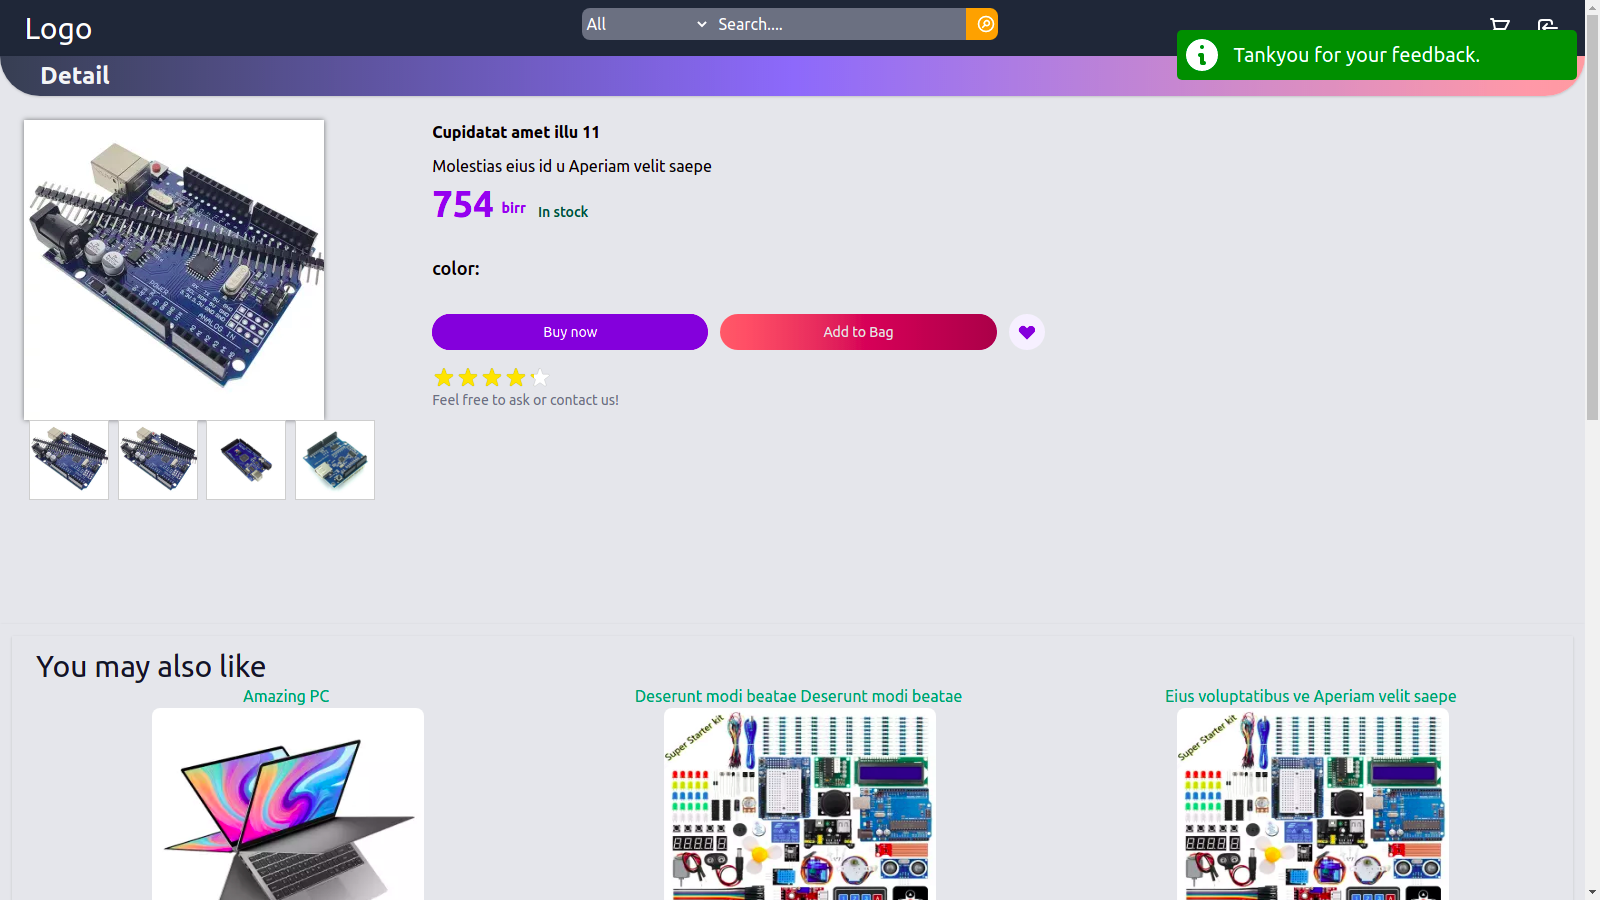 Logo
All
Search....
Tankyou for your feedback.
Detail
Cupidatat amet illu 11
Molestias eius id u Aperiam velit saepe
754 birr In stock
color:
Buy now
Add to Bag
Feel free to ask or contact us!
You may also like
Amazing PC
Deserunt modi beatae Deserunt modi beatae
Eius voluptatibus ve Aperiam velit saepe
Super Starter kit
Super Starter kit
POWER
ANALOG IN